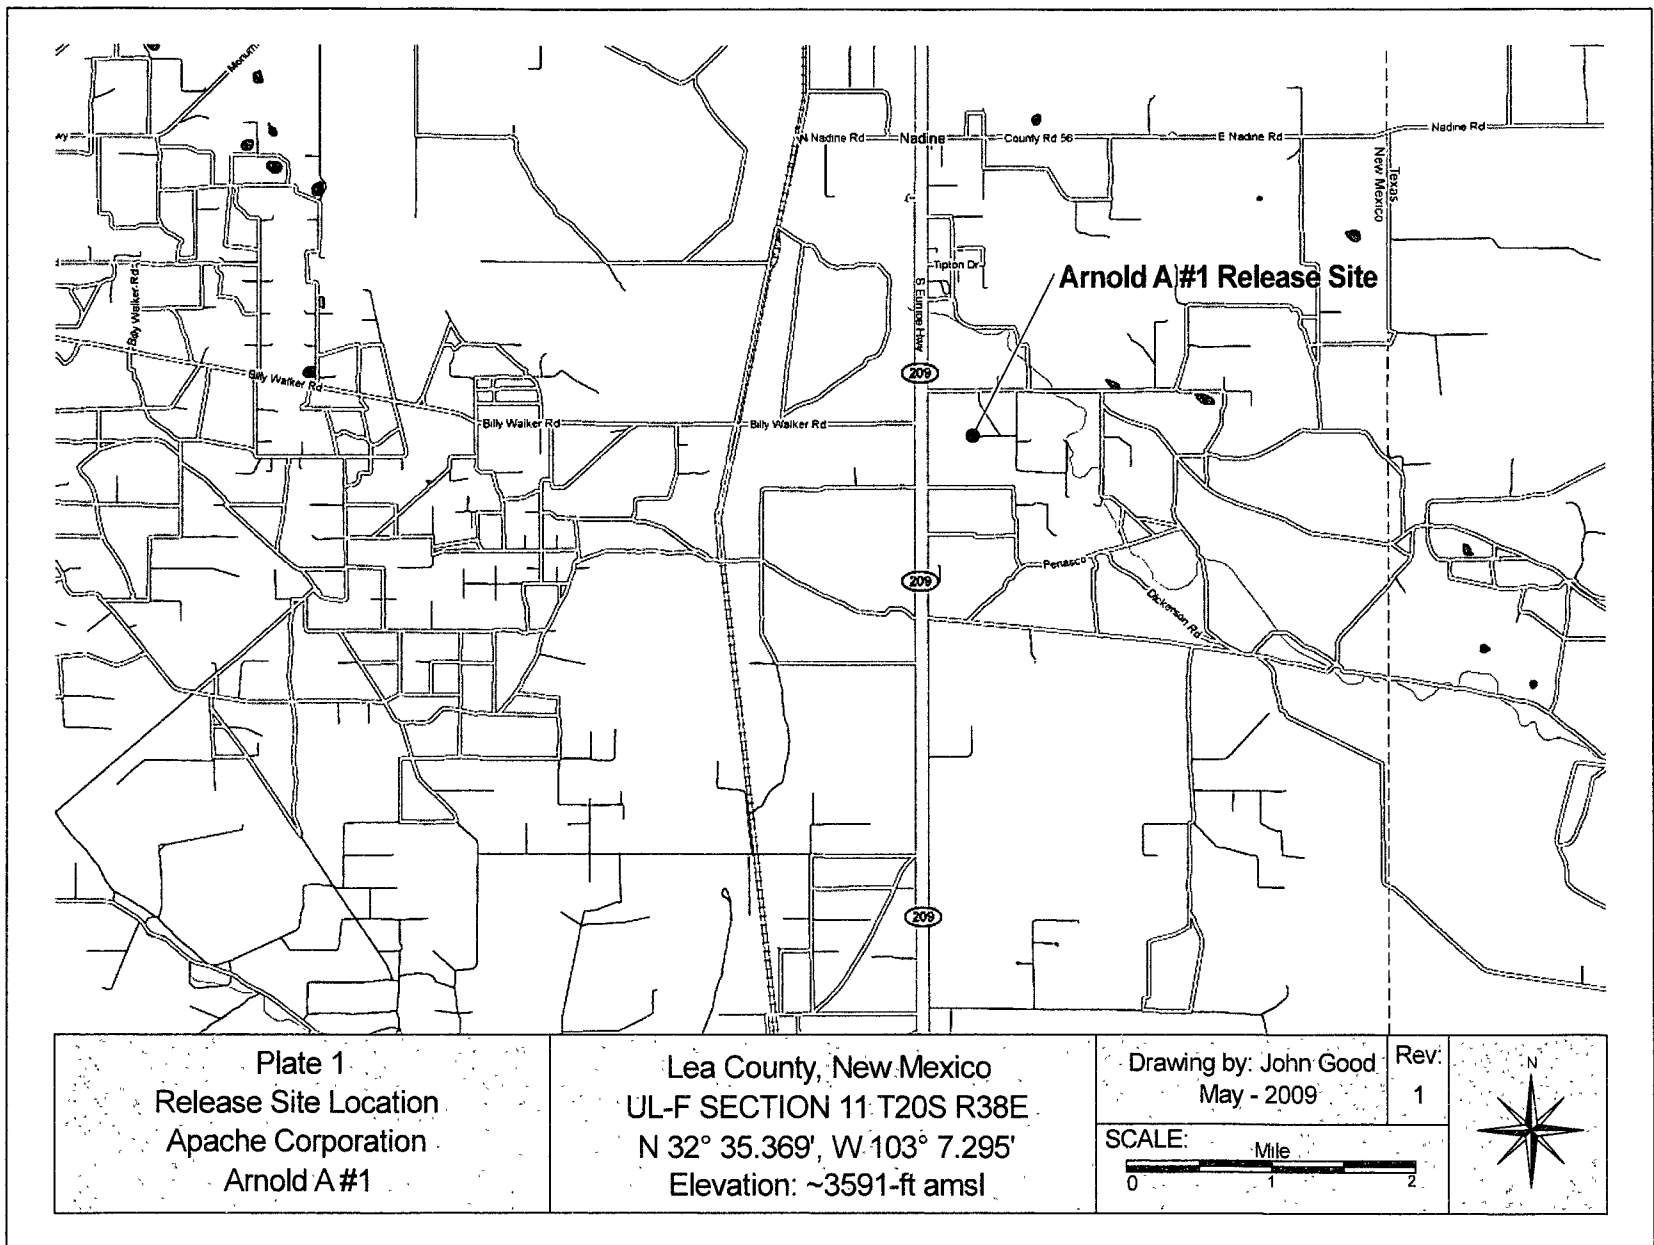 Monum
wy
N Nadine Rd
Nadine
County Rd 56
E Nadine Rd
Nadine Rd
Texas
New Mexico
Billy Walker Rd
Tipton Dr
S Eunice Hwy
Arnold A #1 Release Site
209
Billy Walker Rd
Billy Walker Rd
Billy Walker Rd
209
Penasco
Dickenson Rd
209
Plate 1
Release Site Location
Apache Corporation
Arnold A #1
Lea County, New Mexico
UL-F SECTION 11 T20S R38E
N 32° 35.369', W 103° 7.295'
Elevation: ~3591-ft amsl
Drawing by: John Good
May - 2009
Rev:
1
SCALE:
Mile
0 1 2
N